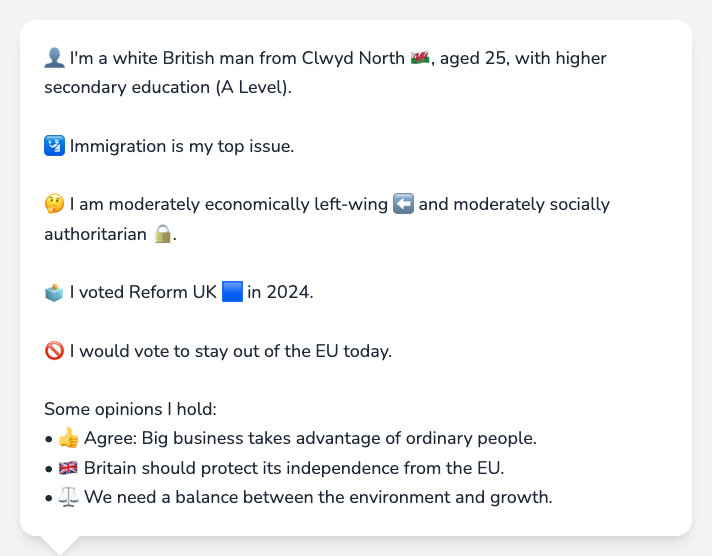 👤 I'm a white British man from Clwyd North 🏴󠁧󠁢󠁷󠁬󠁳󠁿, aged 25, with higher
secondary education (A Level).
🛂 Immigration is my top issue.
🤔 I am moderately economically left-wing ⬅️ and moderately socially
authoritarian 🔒.
🗳️ I voted Reform UK 🟦 in 2024.
🚫 I would vote to stay out of the EU today.
Some opinions I hold:
• 👍 Agree: Big business takes advantage of ordinary people.
• 🇬🇧 Britain should protect its independence from the EU.
• ⚖️ We need a balance between the environment and growth.